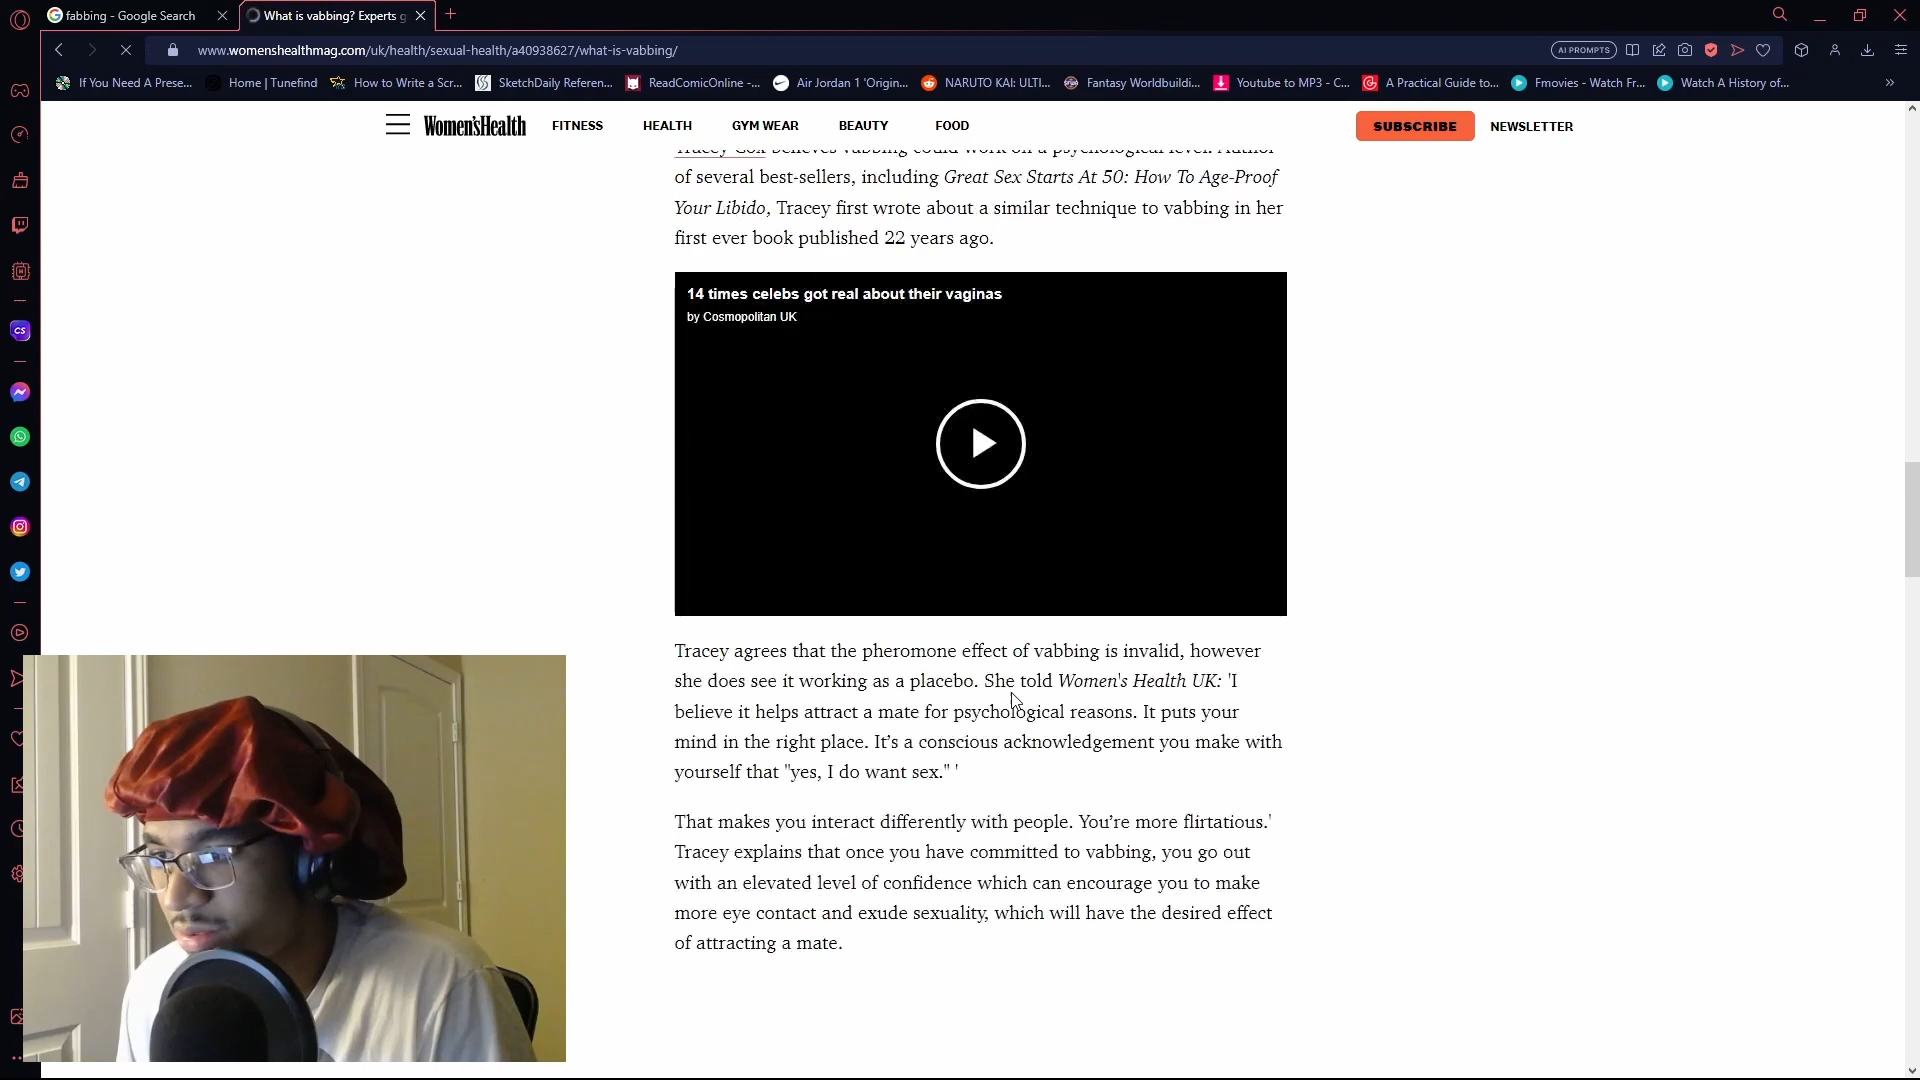 fabbing - Google Search
What is vabbing? Experts g
www.womenshealthmag.com/uk/health/sexual-health/a40938627/what-is-vabbing/
AI PROMPTS
If You Need A Prese...
Home | Tunefind
How to Write a Scr...
SketchDaily Referen...
ReadComicOnline -...
Air Jordan 1 'Origin...
NARUTO KAI: ULTI...
Fantasy Worldbuildi...
Youtube to MP3 - C...
A Practical Guide to...
Fmovies - Watch Fr...
Watch A History of...
Women'sHealth
FITNESS
HEALTH
GYM WEAR
BEAUTY
FOOD
SUBSCRIBE
NEWSLETTER
CS
Tracey Cox believes vabbing could work on a psychological level. Author
of several best-sellers, including Great Sex Starts At 50: How To Age-Proof
Your Libido, Tracey first wrote about a similar technique to vabbing in her
first ever book published 22 years ago.
14 times celebs got real about their vaginas
by Cosmopolitan UK
Tracey agrees that the pheromone effect of vabbing is invalid, however
she does see it working as a placebo. She told Women's Health UK: 'I
believe it helps attract a mate for psychological reasons. It puts your
mind in the right place. It’s a conscious acknowledgement you make with
yourself that "yes, I do want sex." '
That makes you interact differently with people. You’re more flirtatious.'
Tracey explains that once you have committed to vabbing, you go out
with an elevated level of confidence which can encourage you to make
more eye contact and exude sexuality, which will have the desired effect
of attracting a mate.